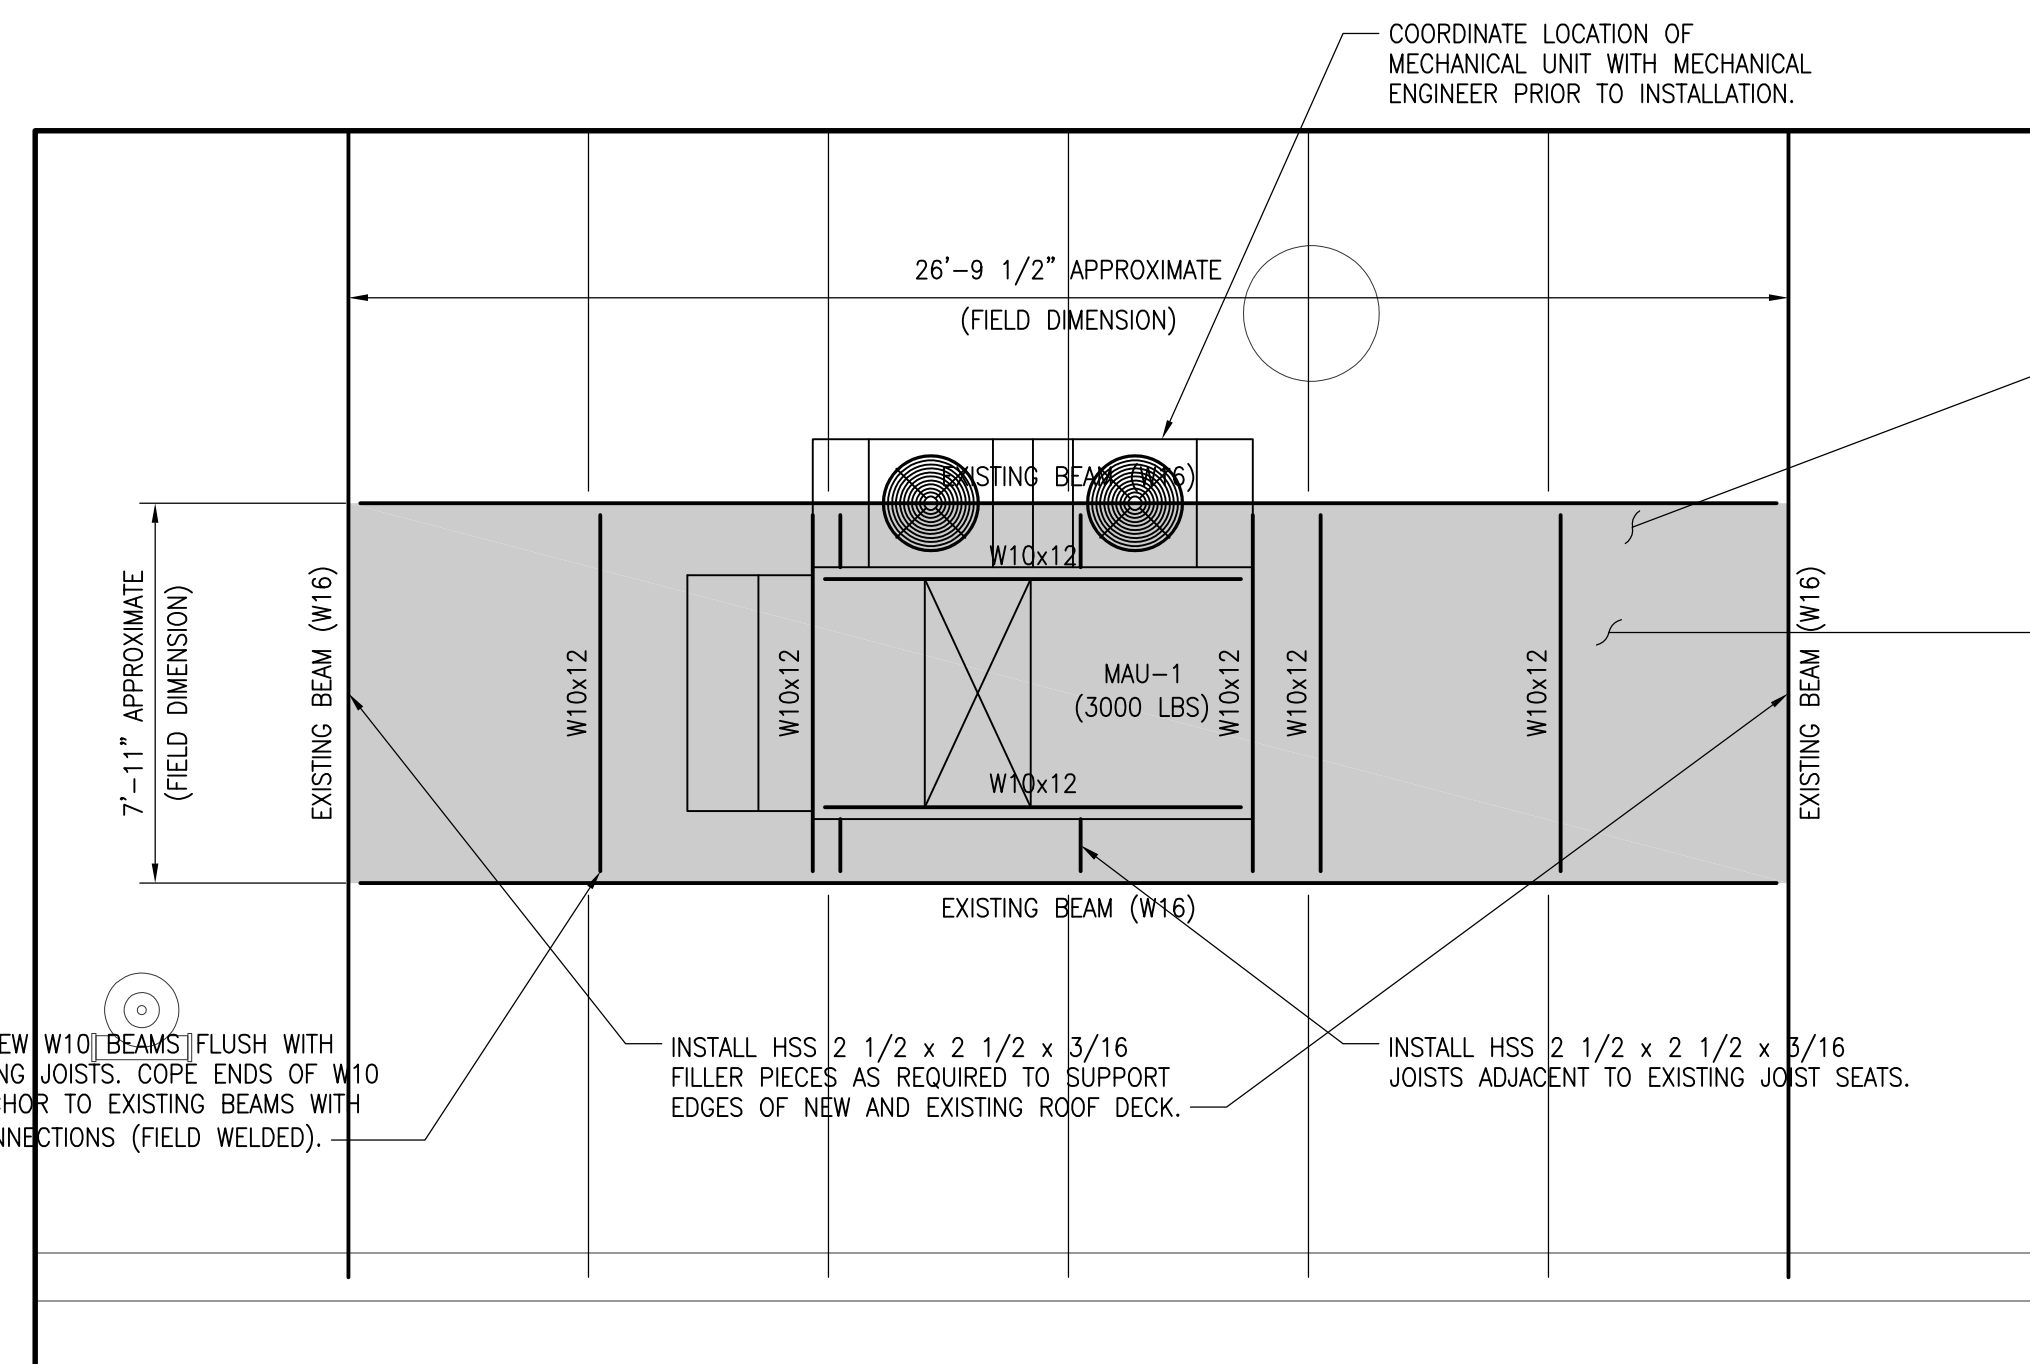 COORDINATE LOCATION OF
MECHANICAL UNIT WITH MECHANICAL
ENGINEER PRIOR TO INSTALLATION.
26'-9 1/2" APPROXIMATE
(FIELD DIMENSION)
EXISTING BEAM (W16)
W10x12
7'-11" APPROXIMATE
(FIELD DIMENSION)
EXISTING BEAM (W16)
W10x12
W10x12
MAU-1
(3000 LBS)
W10x12
W10x12
W10x12
EXISTING BEAM (W16)
W10x12
EXISTING BEAM (W16)
W10 BEAMS FLUSH WITH
JOISTS. COPE ENDS OF W10
TO EXISTING BEAMS WITH
(FIELD WELDED).
INSTALL HSS 2 1/2 x 2 1/2 x 3/16
FILLER PIECES AS REQUIRED TO SUPPORT
EDGES OF NEW AND EXISTING ROOF DECK.
INSTALL HSS 2 1/2 x 2 1/2 x 3/16
JOISTS ADJACENT TO EXISTING JOIST SEATS.